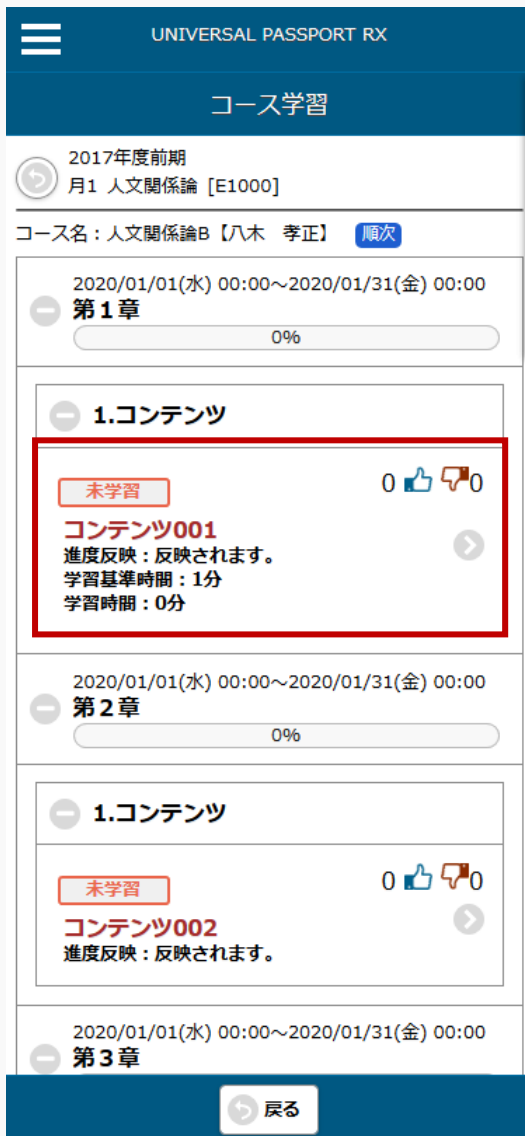 UNIVERSAL PASSPORT RX
コース学習
2017年度前期
月1 人文関係論 [E1000]
コース名：人文關係論B【八木　孝正】 順次
2020/01/01(水) 00:00～2020/01/31(金) 00:00
第１章
0%
1.コンテンツ
0 0
未学習
コンテンツ001
進度反映：反映されます。
学習基準時間：1分
学習時間：0分
2020/01/01(水) 00:00～2020/01/31(金) 00:00
第２章
0%
1.コンテンツ
0 0
未学習
コンテンツ002
進度反映：反映されます。
2020/01/01(水) 00:00～2020/01/31(金) 00:00
第３章
戻る